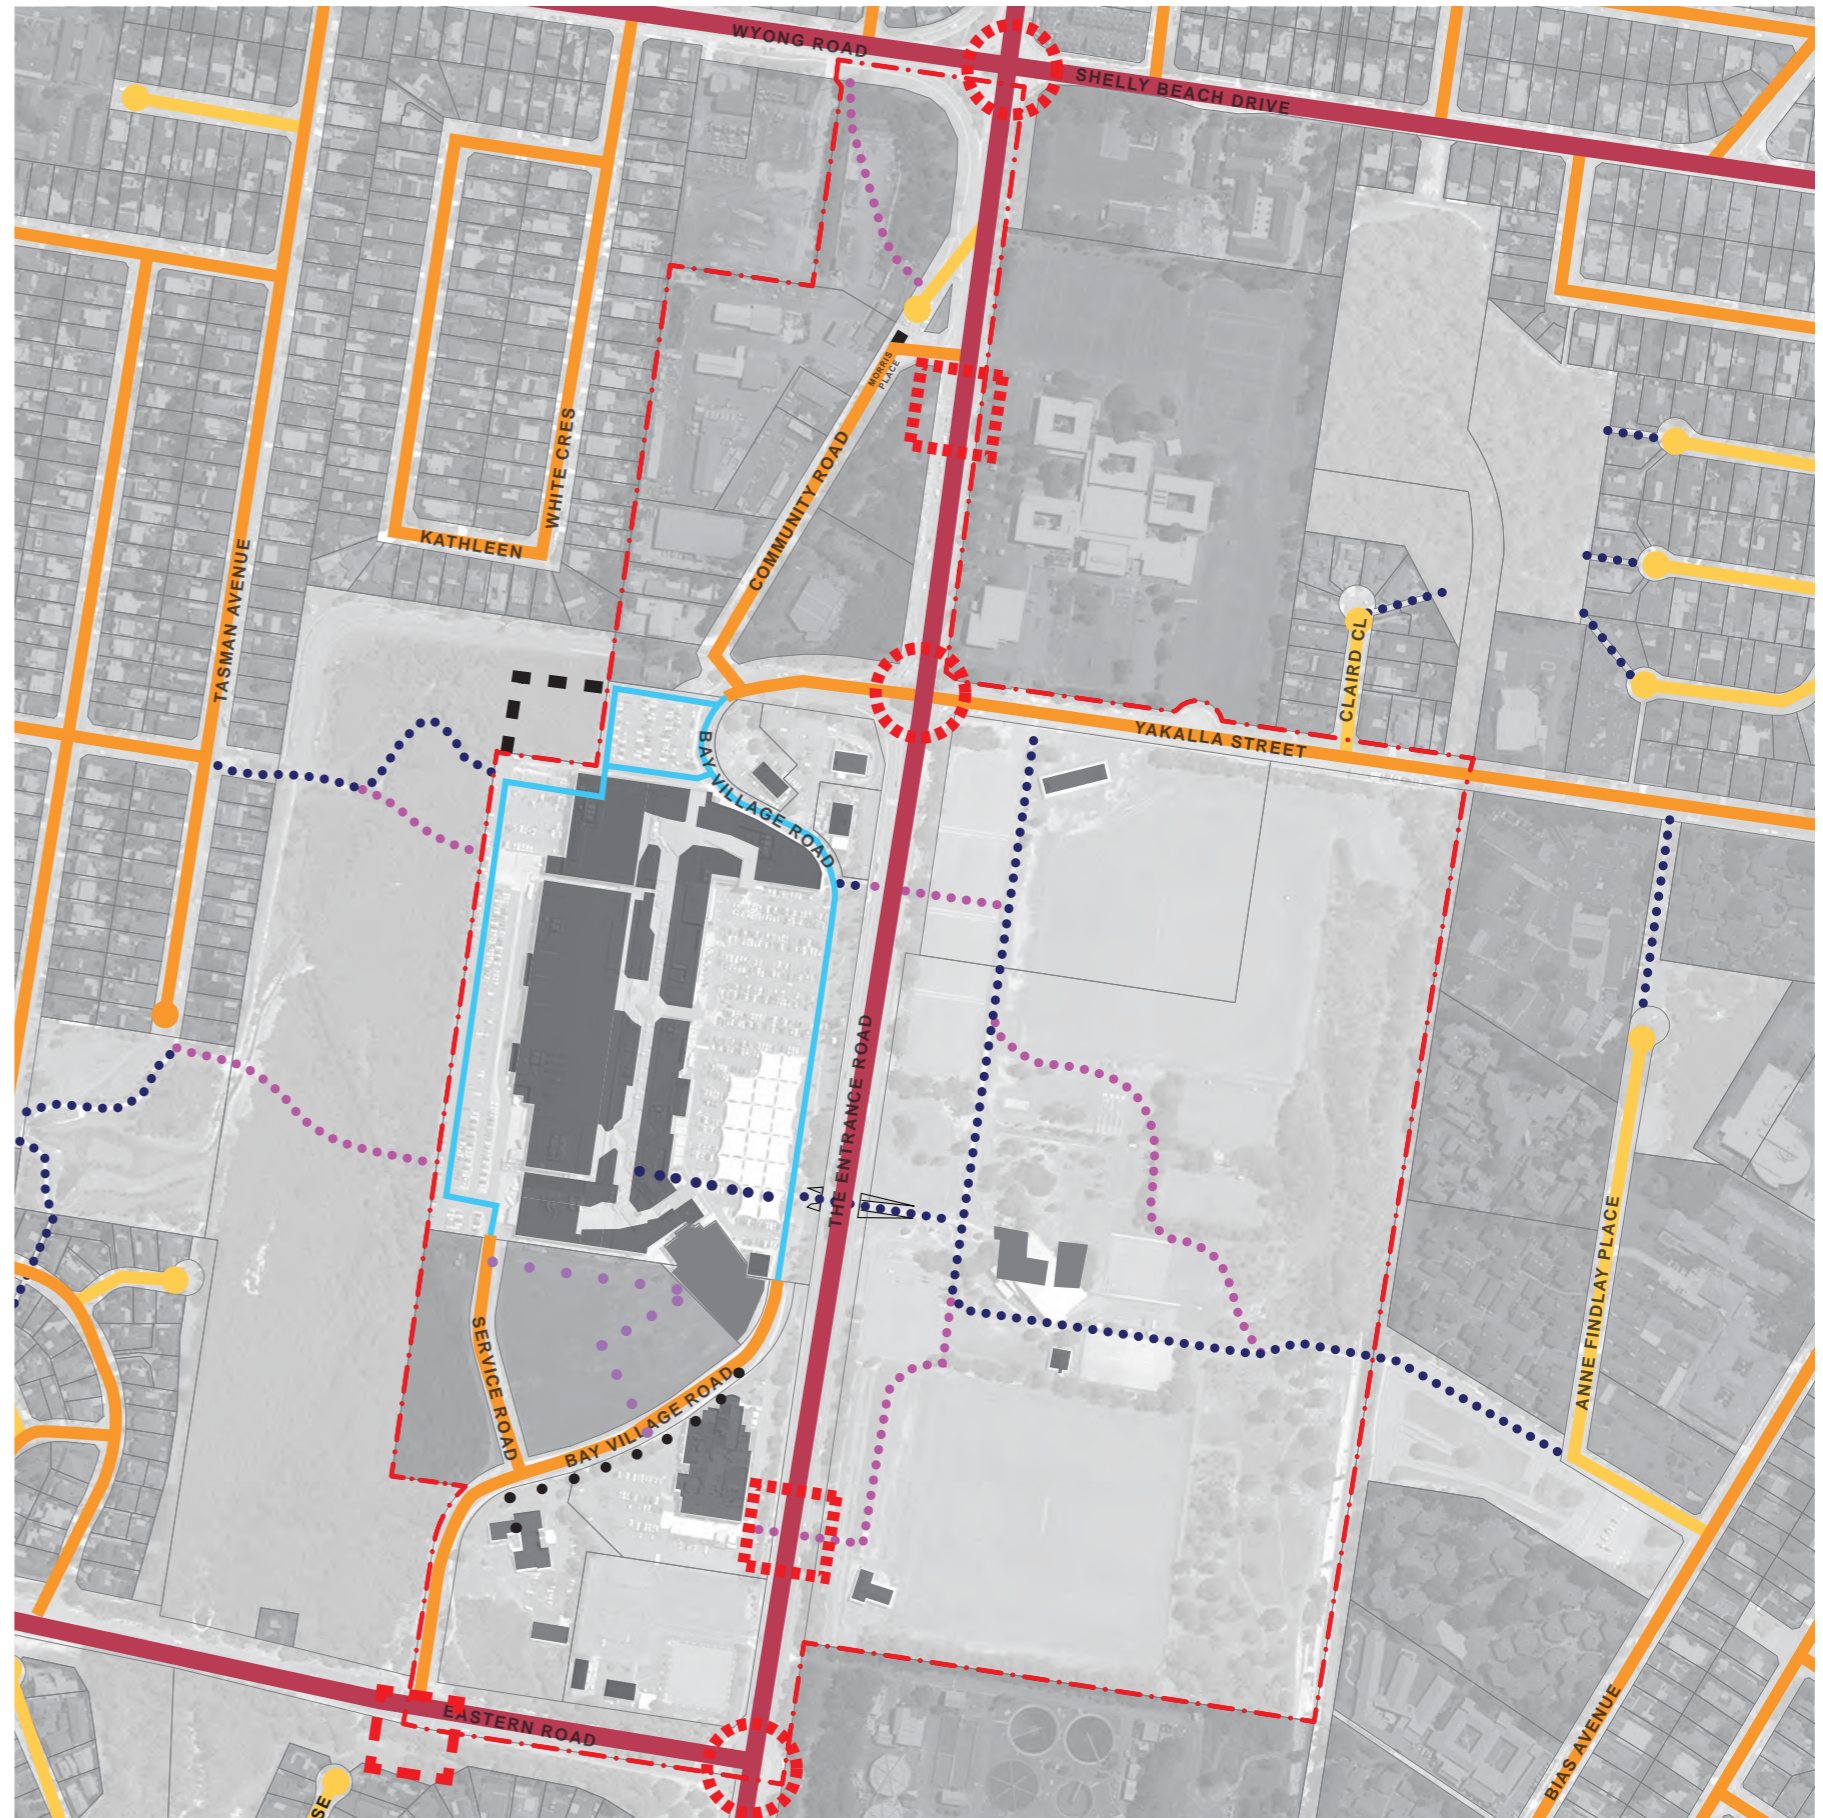 WYONG ROAD
SHELLY BEACH DRIVE
MORRIS
PLACE
WHITE CRES
KATHLEEN
COMMUNITY ROAD
TASMAN AVENUE
CLAIRD CL
YAKALLA STREET
BAY VILLAGE ROAD
THE ENTRANCE ROAD
ANNE FINDLAY PLACE
SERVICE ROAD
BAY VILLAGE ROAD
EASTERN ROAD
BIAS AVENUE
SE